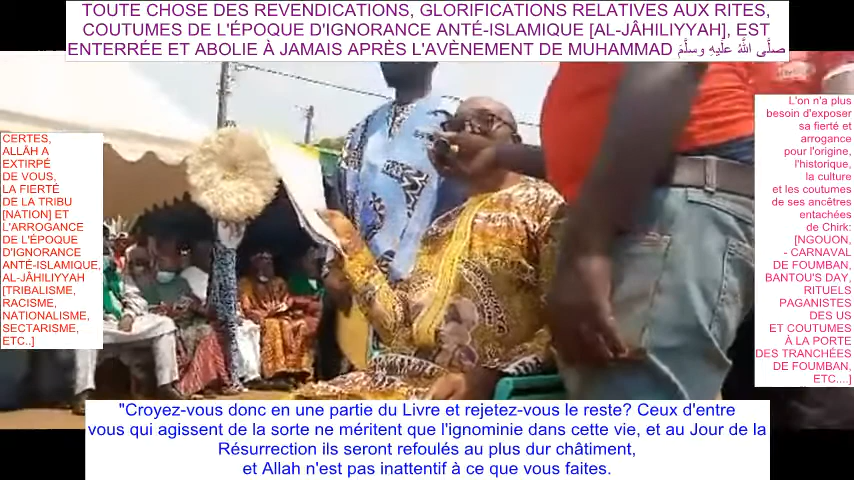 TOUTE CHOSE DES REVENDICATIONS, GLORIFICATIONS RELATIVES AUX RITES,
COUTUMES DE L'ÉPOQUE D'IGNORANCE ANTÉ-ISLAMIQUE [AL-JÂHILIYYAH], EST
ENTERRÉE ET ABOLIE À JAMAIS APRÈS L'AVÈNEMENT DE MUHAMMAD صلَّى اللَّهُ علَيهِ وسلَّمَ
CERTES,
ALLÂH A
EXTIRPÉ
DE VOUS,
LA FIERTÉ
DE LA TRIBU
[NATION] ET
L'ARROGANCE
DE L'ÉPOQUE
D'IGNORANCE
ANTÉ-ISLAMIQUE,
AL-JÂHILIYYAH
[TRIBALISME,
RACISME,
NATIONALISME,
SECTARISME,
ETC..]
L'on n'a plus
besoin d'exposer
sa fierté et
arrogance
pour l'origine,
l'historique,
la culture
et les coutumes
de ses ancêtres
entachées
de Chirk:
[NGOUON,
- CARNAVAL
DE FOUMBAN,
BANTOU'S DAY,
RITUELS
PAGANISTES
DES US
ET COUTUMES
À LA PORTE
DES TRANCHÉES
DE FOUMBAN,
ETC....]
"Croyez-vous donc en une partie du Livre et rejetez-vous le reste? Ceux d'entre
vous qui agissent de la sorte ne méritent que l'ignominie dans cette vie, et au Jour de la
Résurrection ils seront refoulés au plus dur châtiment,
et Allah n'est pas inattentif à ce que vous faites.